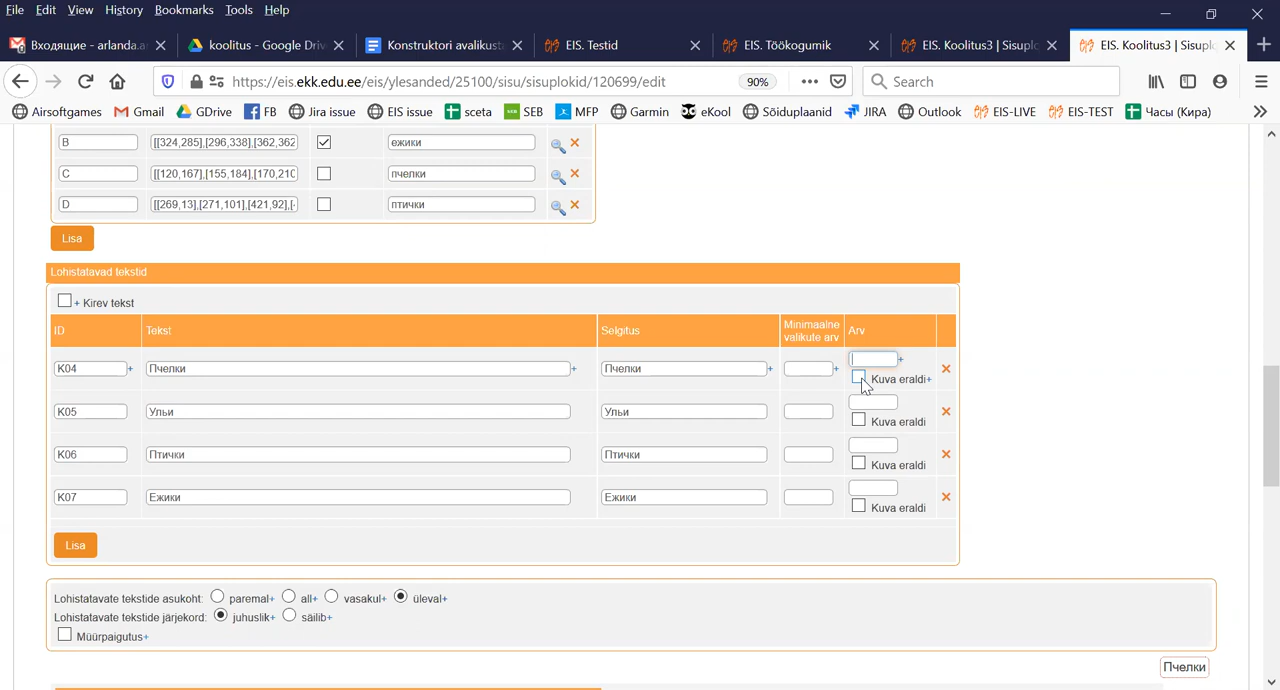 File Edit View History Bookmarks Tools Help
Входящие - arlanda.a
koolitus - Google Driv
Konstruktori avalikusta
EIS. Testid
EIS. Töökogumik
EIS. Koolitus3 | Sisuplo
EIS. Koolitus3 | Sisuplo
https://eis.ekk.edu.ee/eis/ylesanded/25100/sisu/sisuplokid/120699/edit 90% Search
Airsoftgames Gmail GDrive FB Jira issue EIS issue sceta SEB MFP Garmin eKool Sõiduplaanid JIRA Outlook EIS-LIVE EIS-TEST Часы (Кира)
B [[324,285],[296,338],[362,362 ежики
C [[120,167],[155,184],[170,210 пчелки
D [[269,13],[271,101],[421,92],[ птички
Lisa
Lohistatavad tekstid
+ Kirev tekst
ID Tekst Selgitus Minimaalne valikute arv Arv
K04 + Пчелки + Пчелки + + +
Kuva eraldi+
K05 Ульи Ульи
Kuva eraldi
K06 Птички Птички
Kuva eraldi
K07 Ежики Ежики
Kuva eraldi
Lisa
Lohistatavate tekstide asukoht: paremal+ all+ vasakul+ üleval+
Lohistatavate tekstide järjekord: juhuslik+ säilib+
Müürpaigutus+
Пчелки